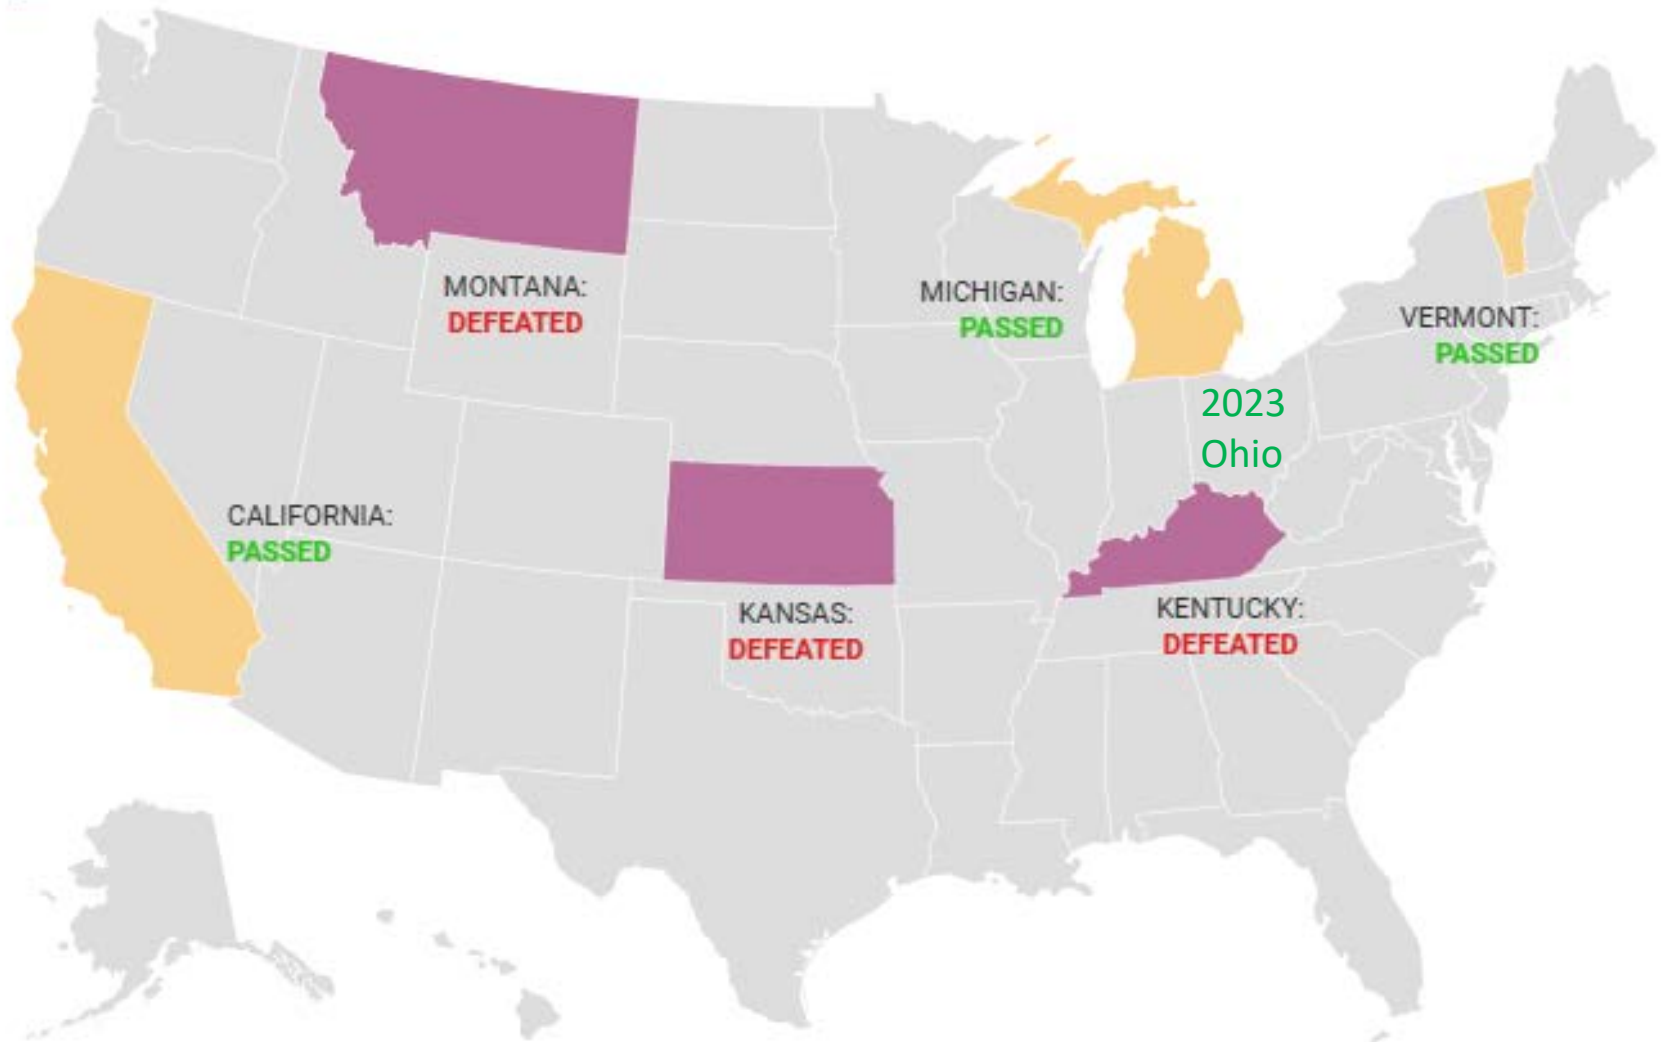 MONTANA:
DEFEATED
MICHIGAN:
PASSED
VERMONT:
PASSED
2023
Ohio
CALIFORNIA:
PASSED
KANSAS:
DEFEATED
KENTUCKY:
DEFEATED